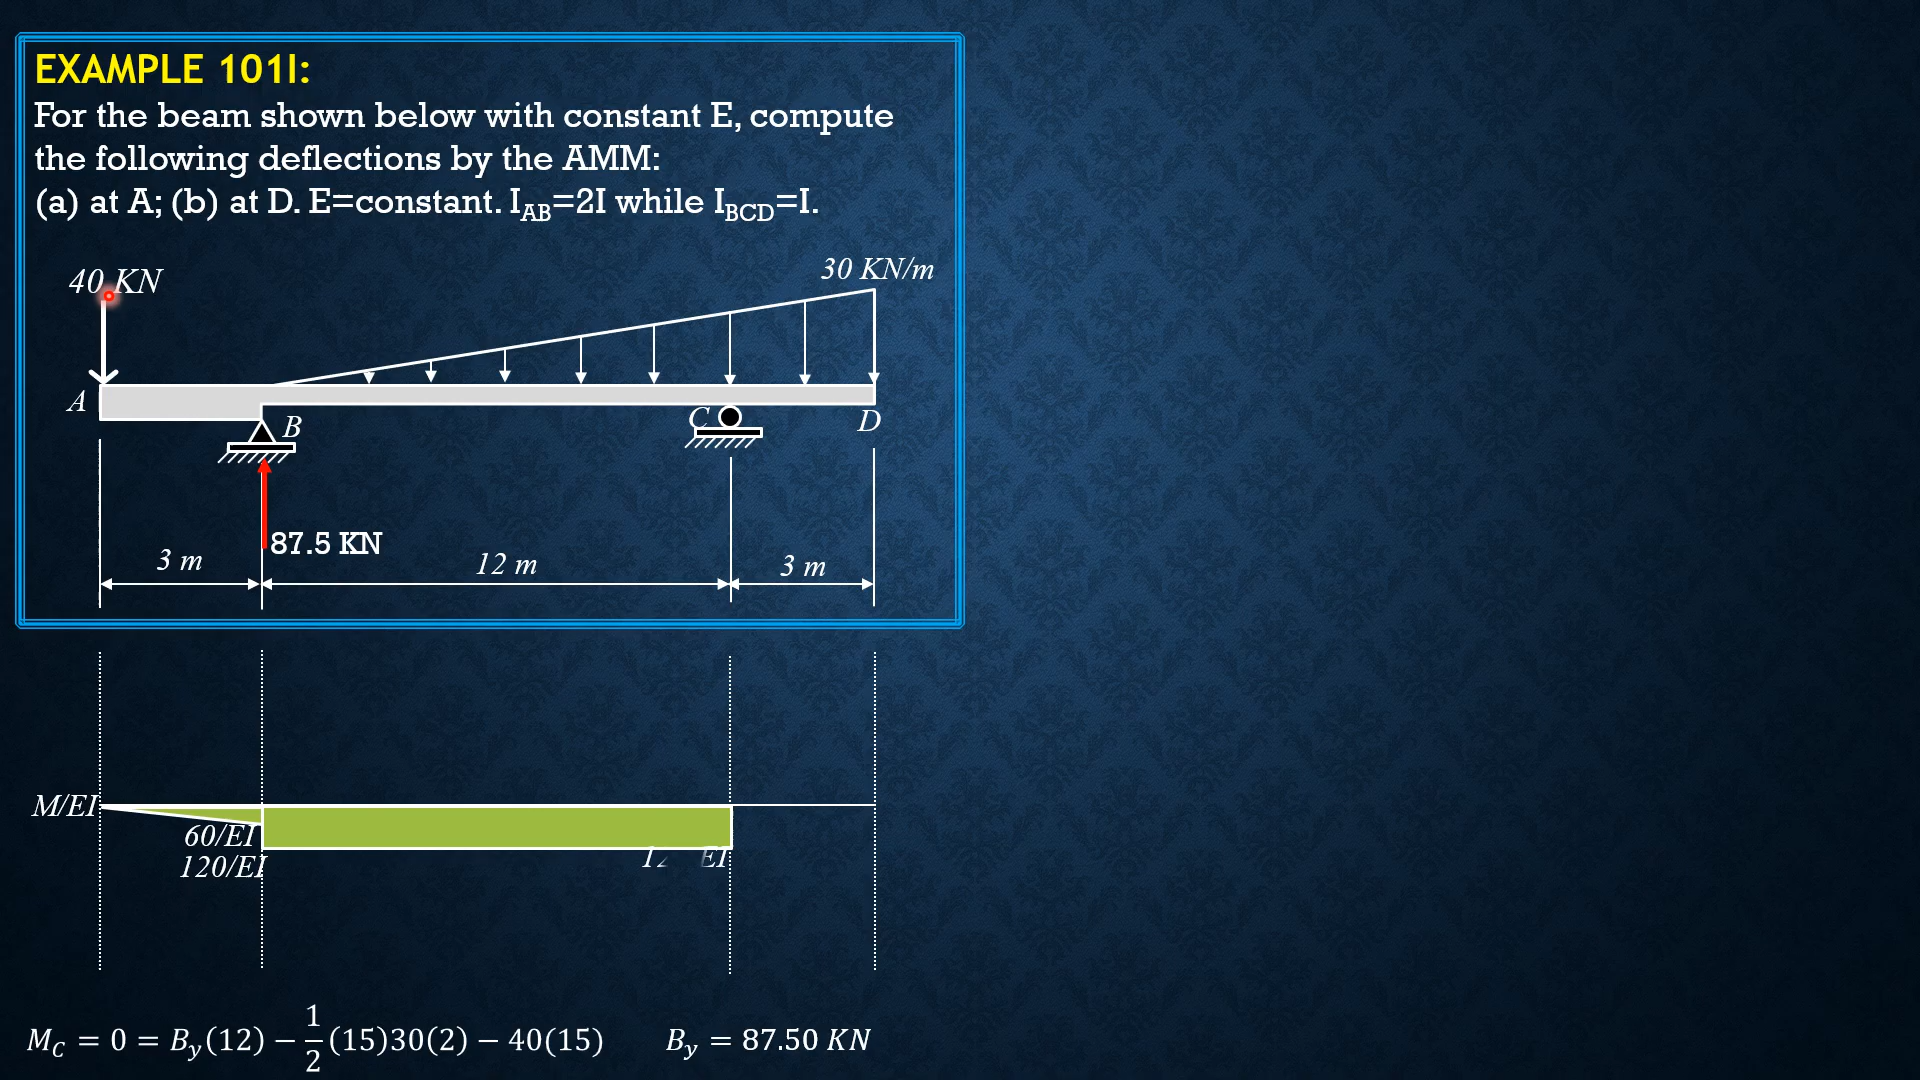 EXAMPLE 101I:
For the beam shown below with constant E, compute
the following deflections by the AMM:
(a) at A; (b) at D. E=constant. I_AB=2I while I_BCD=I.
40 KN
30 KN/m
A
B
C
D
87.5 KN
3 m
12 m
3 m
M/EI
60/EI
120/EI
EI
M_C = 0 = B_y(12) − 1/2 (15)30(2) − 40(15)
B_y = 87.50 KN